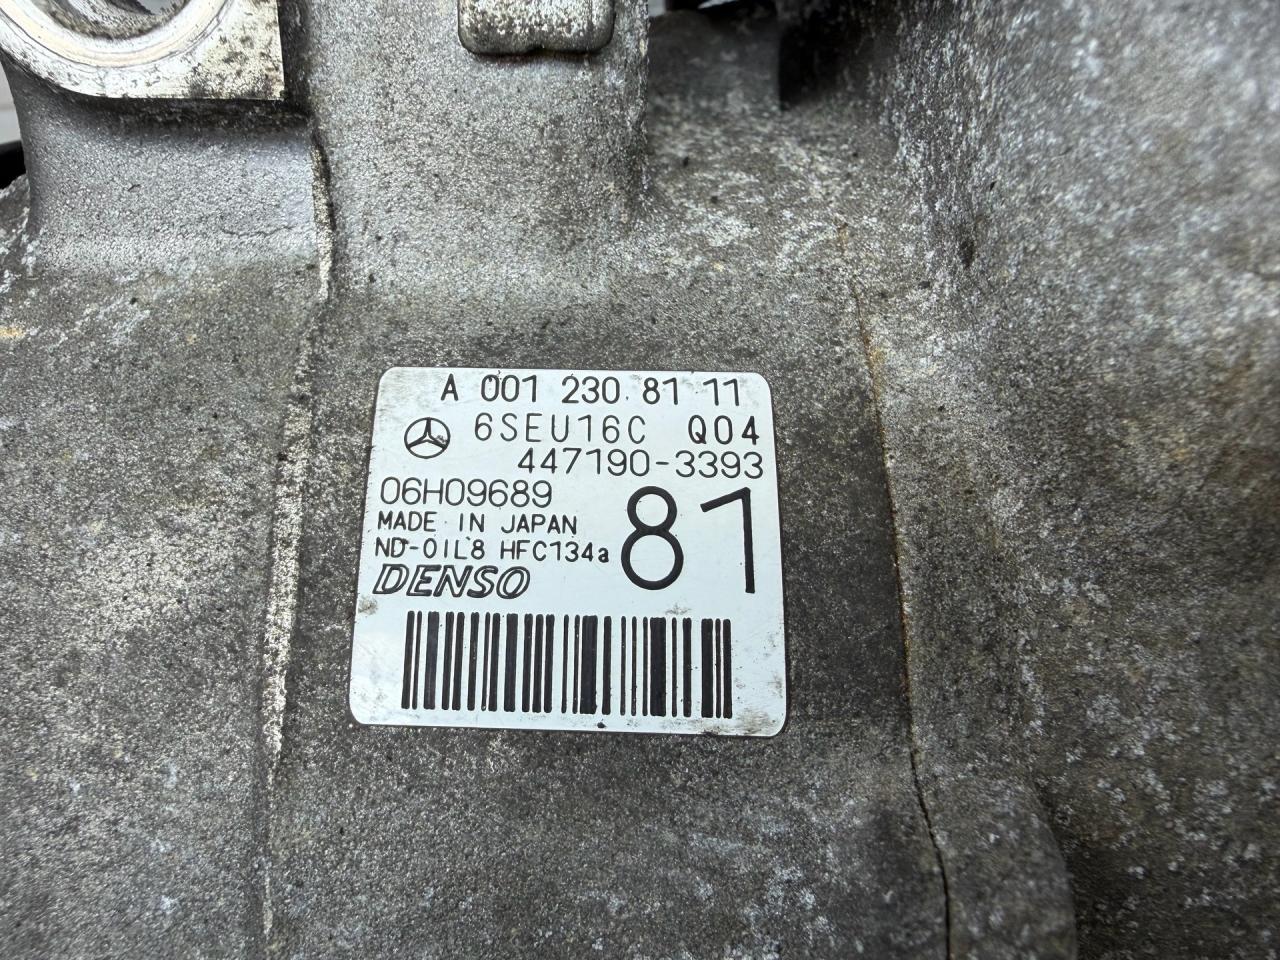 A 001 230 81 11
6SEU16C Q04
447190-3393
06H09689
81
MADE IN JAPAN
ND-OIL8 HFC134a
DENSO